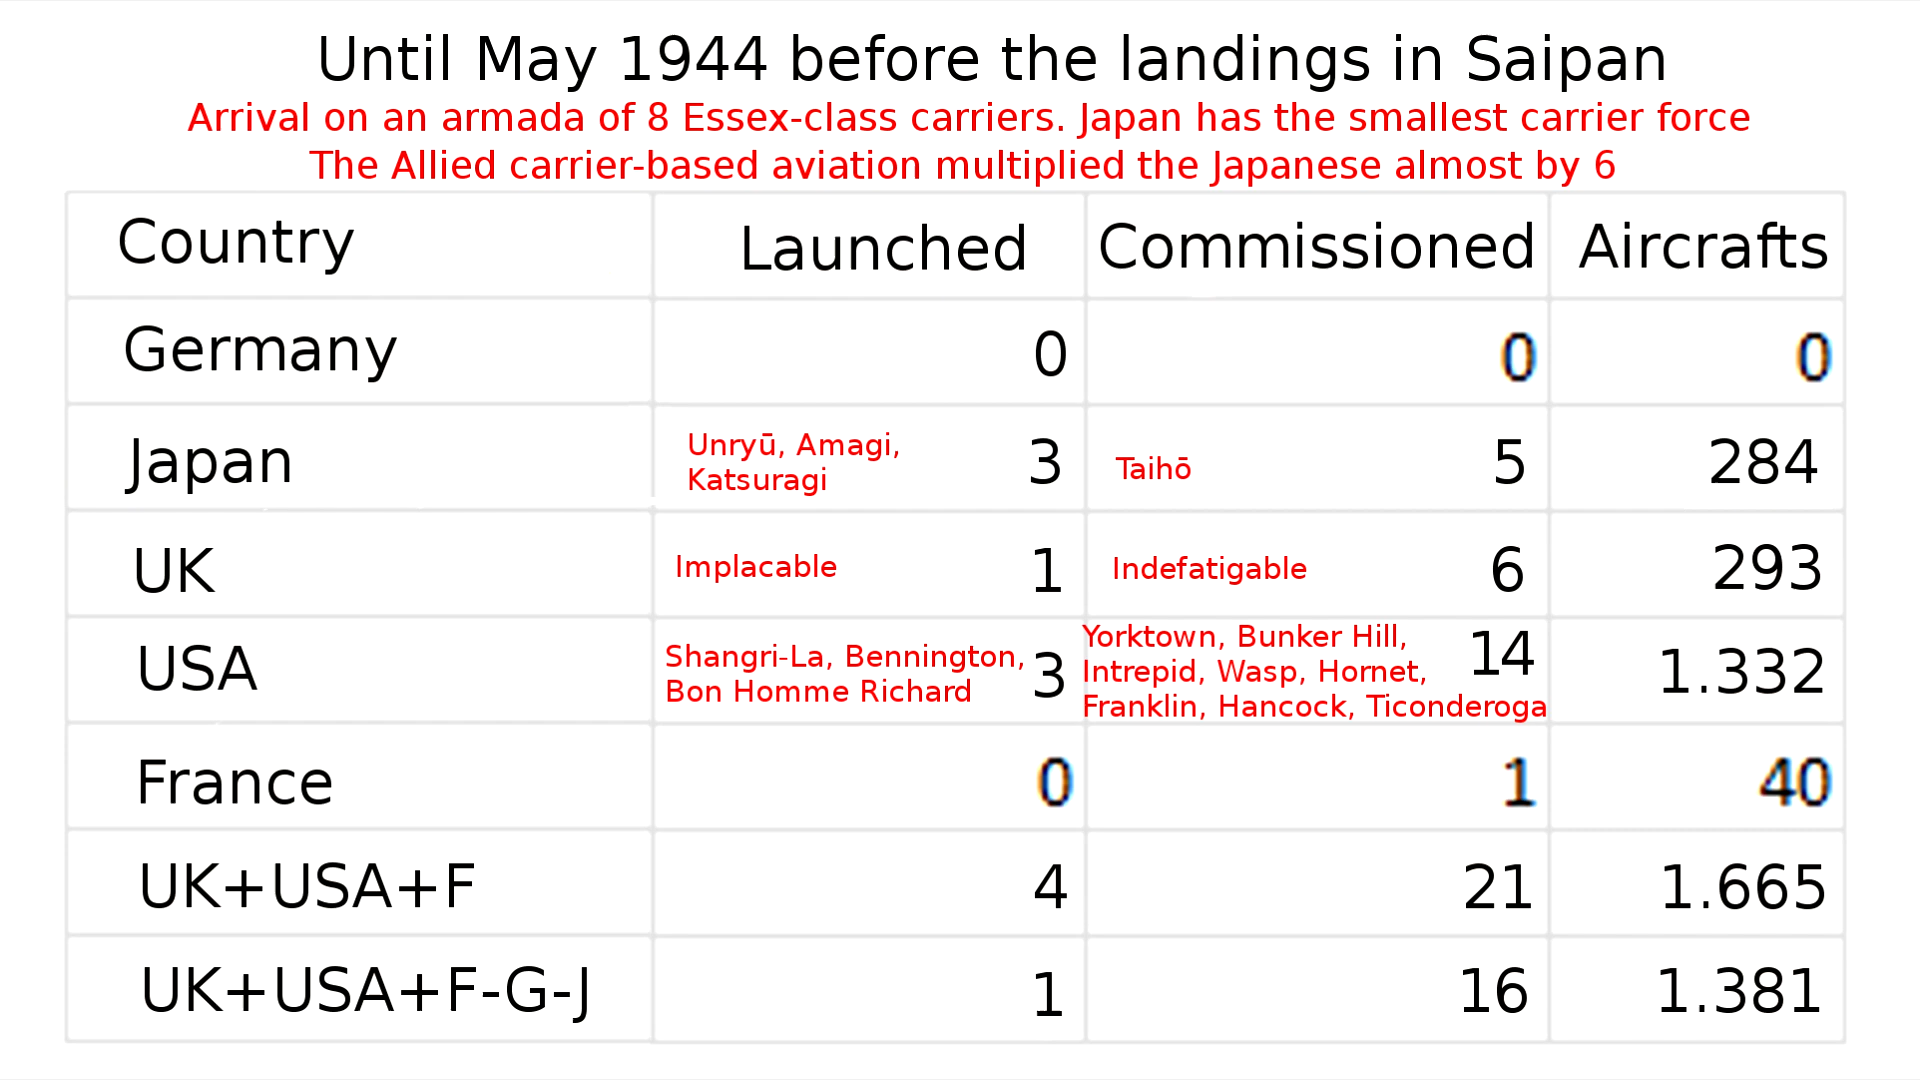 Until May 1944 before the landings in Saipan
Arrival on an armada of 8 Essex-class carriers. Japan has the smallest carrier force
The Allied carrier-based aviation multiplied the Japanese almost by 6
Country Launched Commissioned Aircrafts
Germany 0 0 0
Japan Unryū, Amagi, 3 Taihō 5 284
Katsuragi
UK Implacable 1 Indefatigable 6 293
USA Shangri-La, Bennington, 3 Yorktown, Bunker Hill, 14 1.332
Bon Homme Richard Intrepid, Wasp, Hornet,
Franklin, Hancock, Ticonderoga
France 0 1 40
UK+USA+F 4 21 1.665
UK+USA+F-G-J 1 16 1.381